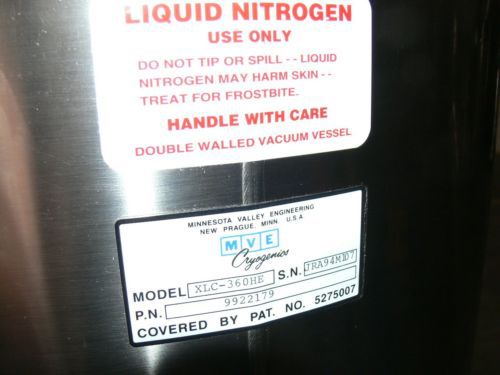 LIQUID NITROGEN
USE ONLY
DO NOT TIP OR SPILL -- LIQUID
NITROGEN MAY HARM SKIN --
TREAT FOR FROSTBITE.
HANDLE WITH CARE
DOUBLE WALLED VACUUM VESSEL
MINNESOTA VALLEY ENGINEERING
NEW PRAGUE, MINN. U.S.A
MVE
Cryogenics
MODEL XLC-360HE S.N. JRA94M107
P.N. 9922179
COVERED BY PAT. NO. 5275007